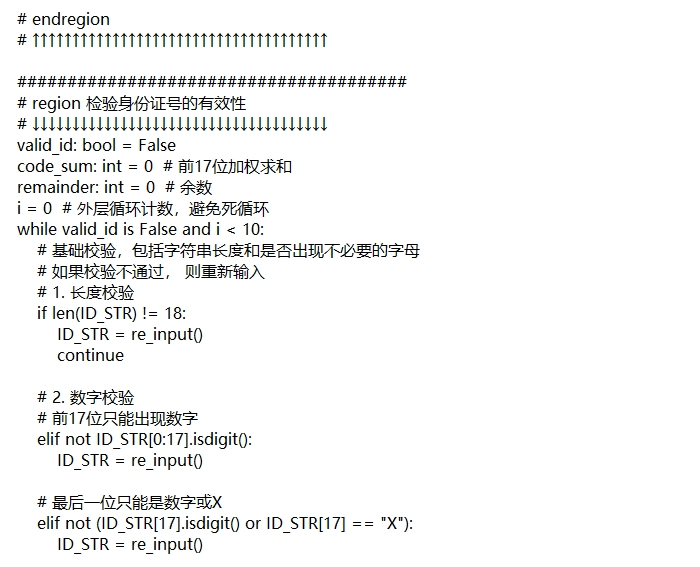 # endregion
# ↑↑↑↑↑↑↑↑↑↑↑↑↑↑↑↑↑↑↑↑↑↑↑↑↑↑↑↑↑↑↑↑↑↑↑↑↑
#######################################
# region 检验身份证号的有效性
# ↓↓↓↓↓↓↓↓↓↓↓↓↓↓↓↓↓↓↓↓↓↓↓↓↓↓↓↓↓↓↓↓↓↓↓↓↓
valid_id: bool = False
code_sum: int = 0  # 前17位加权求和
remainder: int = 0  # 余数
i = 0  # 外层循环计数，避免死循环
while valid_id is False and i < 10:
    # 基础校验，包括字符串长度和是否出现不必要的字母
    # 如果校验不通过， 则重新输入
    # 1. 长度校验
    if len(ID_STR) != 18:
        ID_STR = re_input()
        continue
    # 2. 数字校验
    # 前17位只能出现数字
    elif not ID_STR[0:17].isdigit():
        ID_STR = re_input()
    # 最后一位只能是数字或X
    elif not (ID_STR[17].isdigit() or ID_STR[17] == "X"):
        ID_STR = re_input()